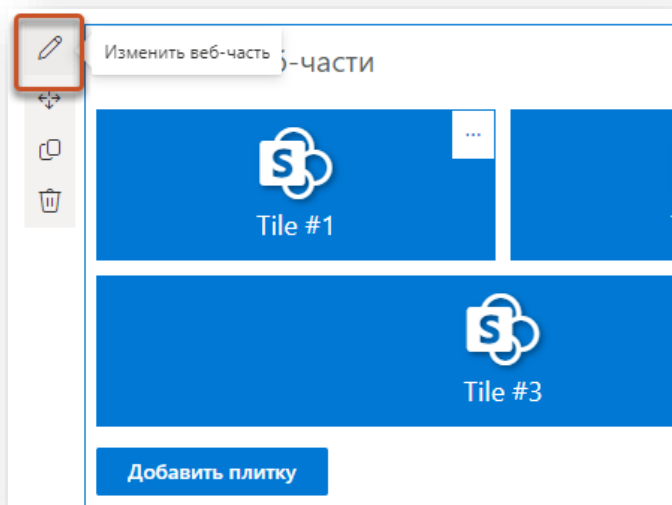 Изменить веб-часть
б-части
...
Tile #1
Tile #3
Добавить плитку